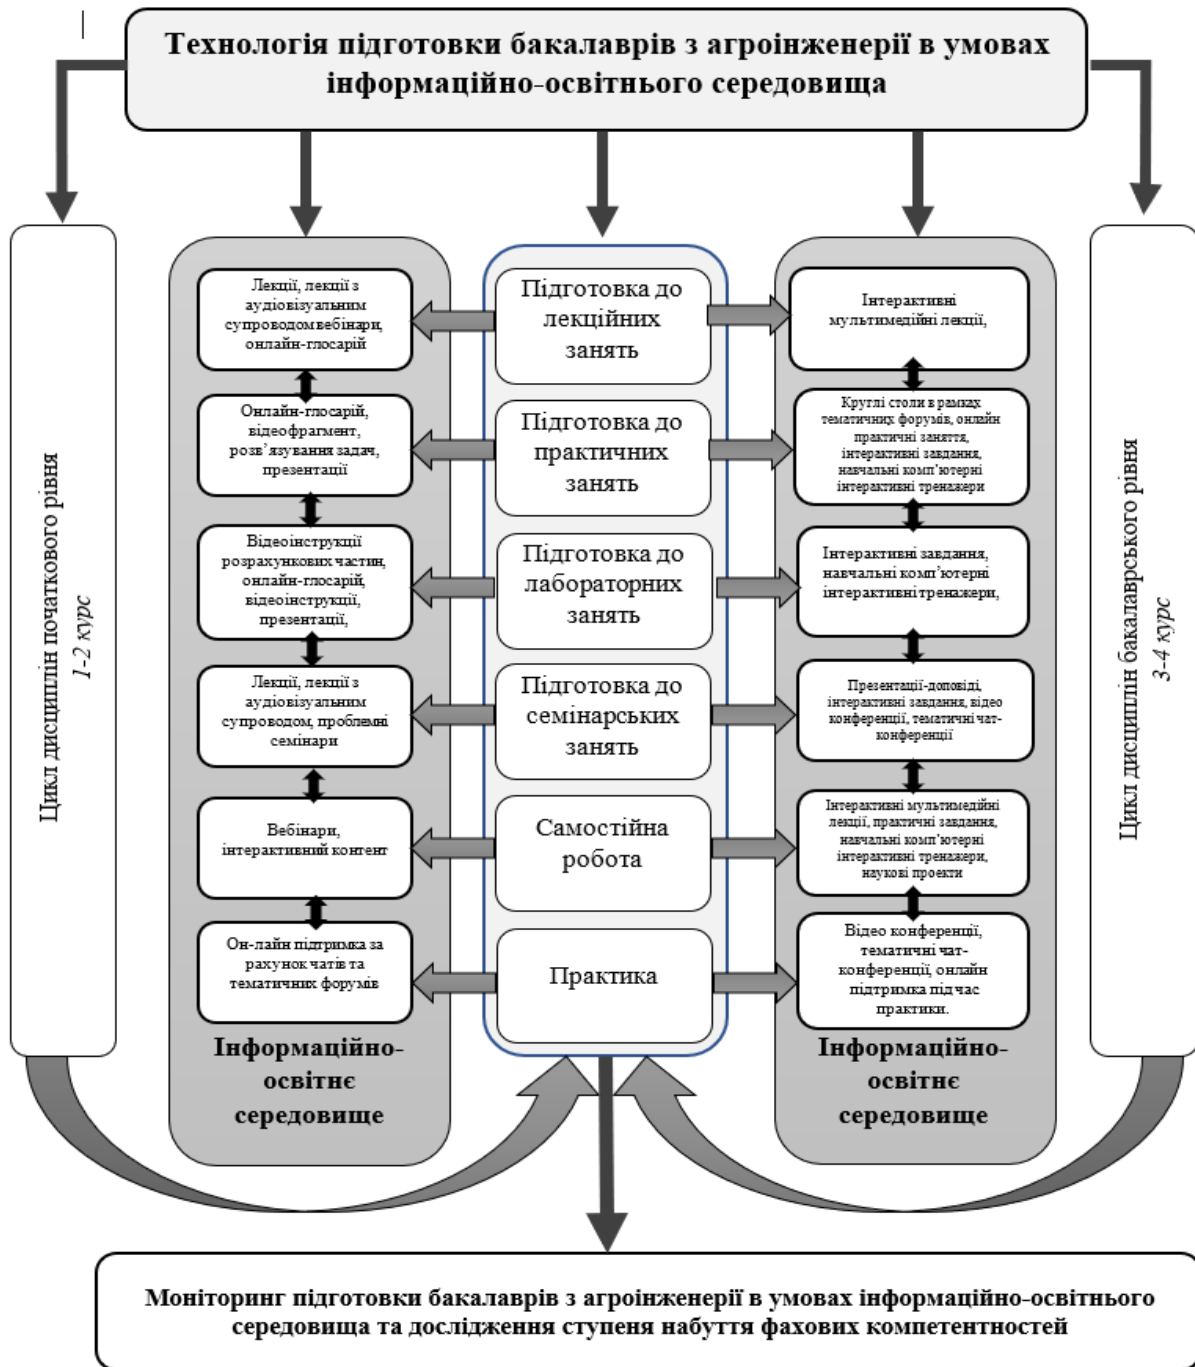 Технологія підготовки бакалаврів з агроінженерії в умовах
інформаційно-освітнього середовища
Цикл дисциплін початкового рівня
1-2 курс
Лекції, лекції з
аудіовізуальним
супроводом вебінари,
онлайн-глосарій
Онлайн-глосарій,
відеофрагмент,
розв’язування задач,
презентації
Відеоінструкції
розрахункових частин,
онлайн-глосарій,
відеоінструкції,
презентації,
Лекції, лекції з
аудіовізуальним
супроводом, проблемні
семінари
Вебінари,
інтерактивний контент
Он-лайн підтримка за
рахунок чатів та
тематичних форумів
Інформаційно-
освітнє
середовище
Підготовка до
лекційних
занять
Підготовка до
практичних
занять
Підготовка до
лабораторних
занять
Підготовка до
семінарських
занять
Самостійна
робота
Практика
Інтерактивні
мультимедійні лекції,
Круглі столи в рамках
тематичних форумів, онлайн
практичні заняття,
інтерактивні завдання,
навчальні комп’ютерні
інтерактивні тренажери
Інтерактивні завдання,
навчальні комп’ютерні
інтерактивні тренажери,
Презентації-доповіді,
інтерактивні завдання, відео
конференції, тематичні чат-
конференції
Інтерактивні мультимедійні
лекції, практичні завдання,
навчальні комп’ютерні
інтерактивні тренажери,
наукові проекти
Відео конференції,
тематичні чат-
конференції, онлайн
підтримка під час
практики.
Інформаційно-
освітнє
середовище
Цикл дисциплін бакалаврського рівня
3-4 курс
Моніторинг підготовки бакалаврів з агроінженерії в умовах інформаційно-освітнього
середовища та дослідження ступеня набуття фахових компетентностей